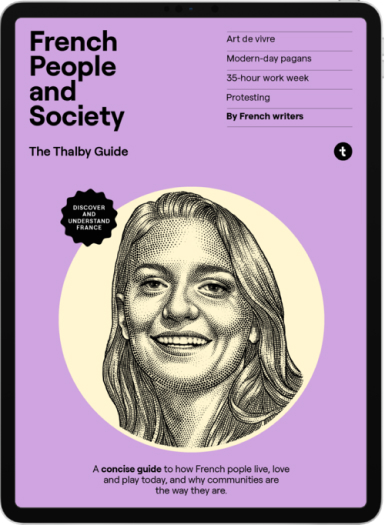 French
People
and
Society
The Thalby Guide
Art de vivre
Modern-day pagans
35-hour work week
Protesting
By French writers
t
DISCOVER
AND
UNDERSTAND
FRANCE
A concise guide to how French pople live, love
and play today, and why communities are
the way they are.